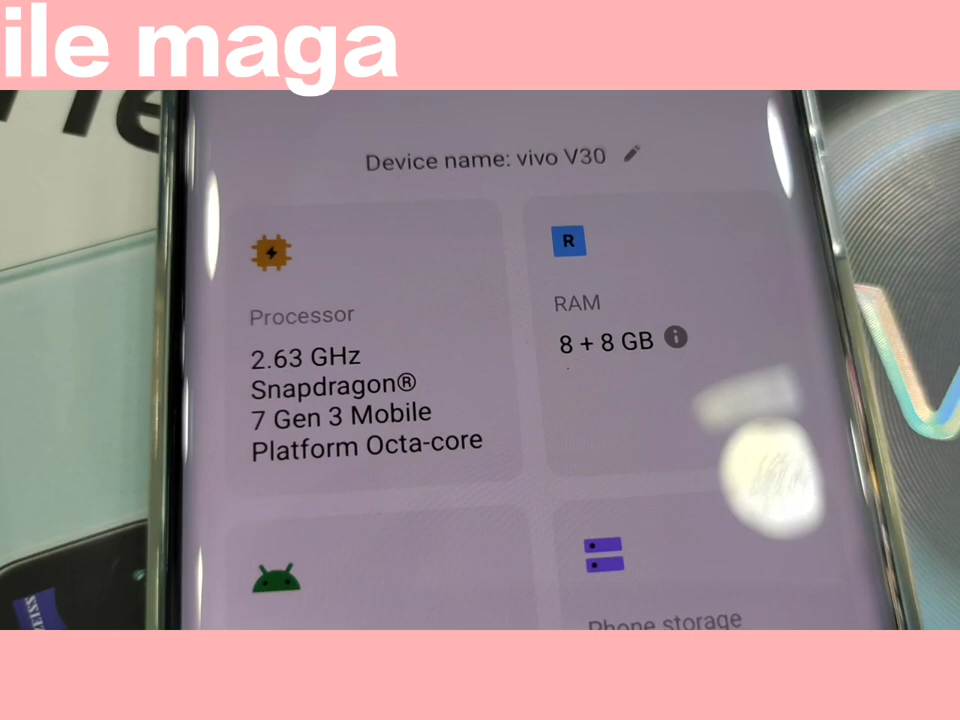 ile maga
Device name: vivo V30
Processor
2.63 GHz
Snapdragon®
7 Gen 3 Mobile
Platform Octa-core
R
RAM
8 + 8 GB
Phone storage
ZEISS